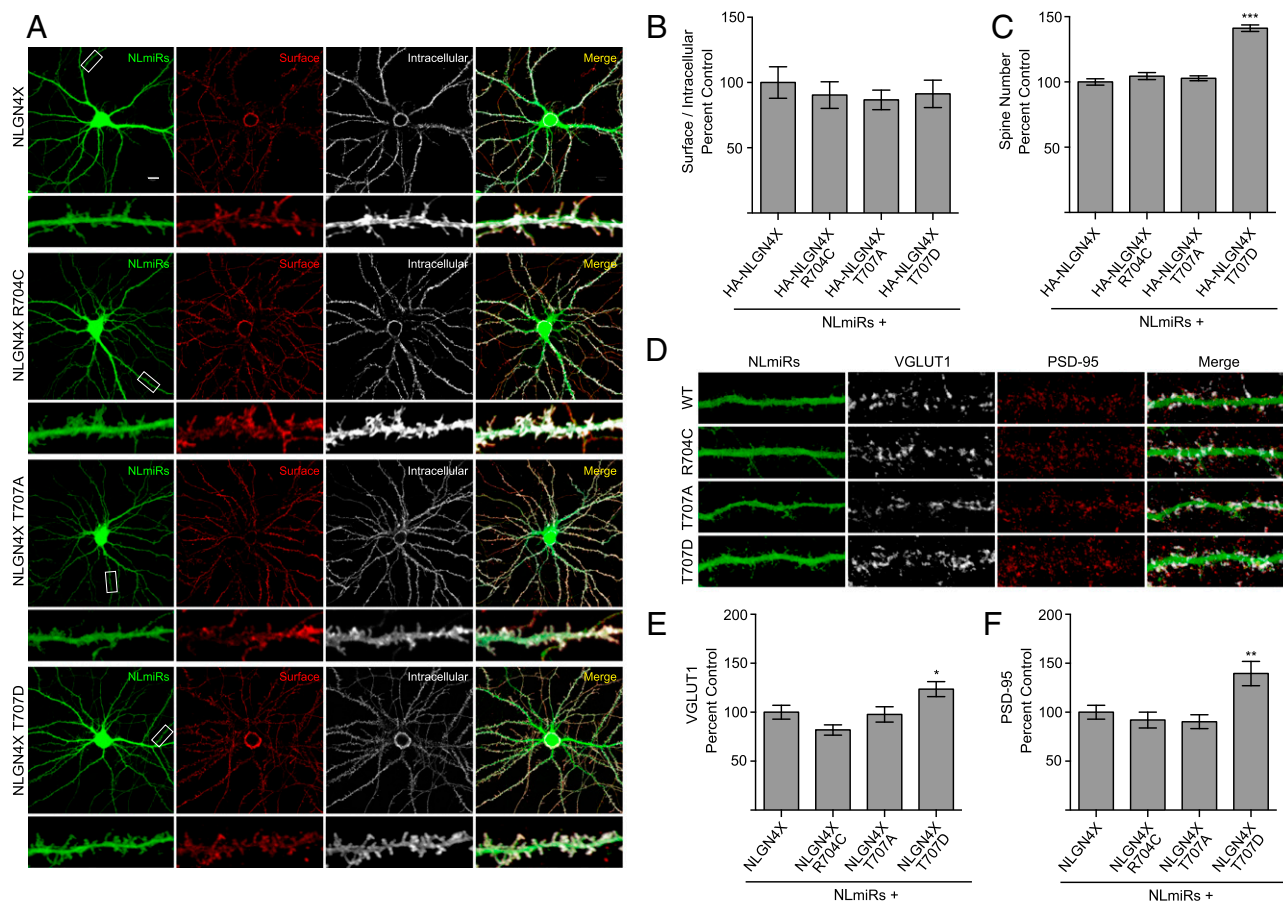 A
NLGN4X
NLmiRs
Surface
Intracellular
Merge
NLGN4X R704C
NLmiRs
Surface
Intracellular
Merge
NLGN4X T707A
NLmiRs
Surface
Intracellular
Merge
NLGN4X T707D
NLmiRs
Surface
Intracellular
Merge
B
Surface / Intracellular
Percent Control
150
100
50
HA-NLGN4X
HA-NLGN4X
R704C
HA-NLGN4X
T707A
HA-NLGN4X
T707D
NLmiRs +
C
Spine Number
Percent Control
150
100
50
***
HA-NLGN4X
HA-NLGN4X
R704C
HA-NLGN4X
T707A
HA-NLGN4X
T707D
NLmiRs +
D
NLmiRs
VGLUT1
PSD-95
Merge
WT
R704C
T707A
T707D
E
VGLUT1
Percent Control
200
150
100
50
*
NLGN4X
NLGN4X
R704C
NLGN4X
T707A
NLGN4X
T707D
NLmiRs +
F
PSD-95
Percent Control
200
150
100
50
**
NLGN4X
NLGN4X
R704C
NLGN4X
T707A
NLGN4X
T707D
NLmiRs +